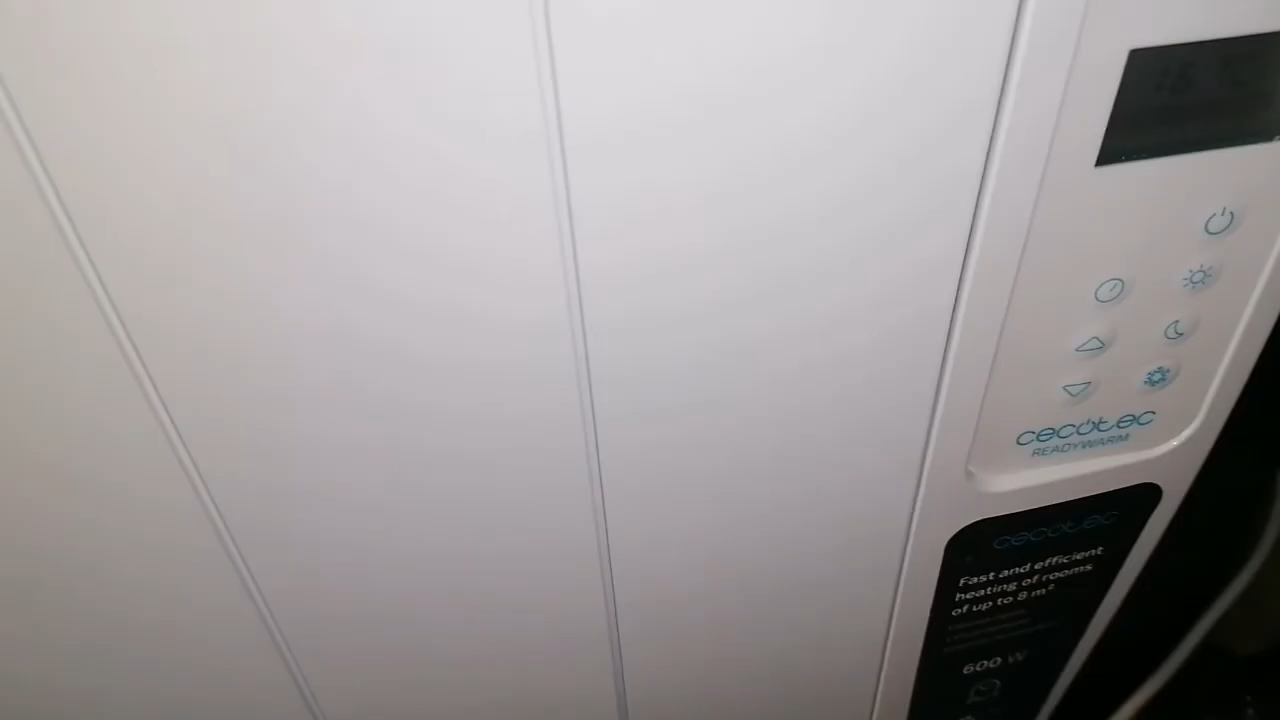 cecotec
READYWARM
cecotec
Fast and efficient
heating of rooms
of up to 8 m²
600 W